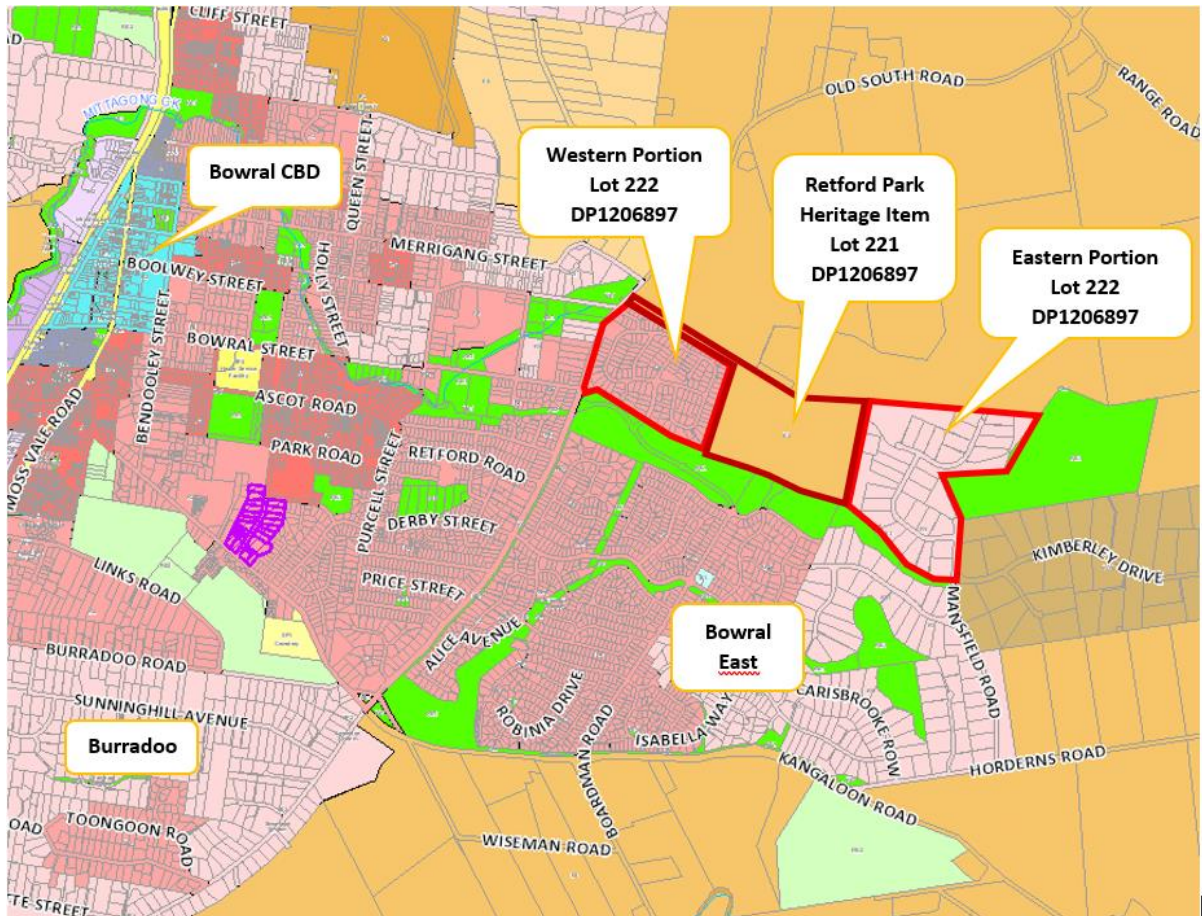 CLIFF STREET
OLD SOUTH ROAD
RANGE ROAD
MITTAGONG CK
QUEEN STREET
Bowral CBD
Western Portion
Lot 222
DP1206897
Retford Park
Heritage Item
Lot 221
DP1206897
Eastern Portion
Lot 222
DP1206897
MERRIGANG STREET
HOLLY STREET
BOOLWEY STREET
BENDOOLEY STREET
BOWRAL STREET
ASCOT ROAD
MOSS VALE ROAD
PARK ROAD
PURCELL STREET
RETFORD ROAD
DERBY STREET
LINKS ROAD
PRICE STREET
KIMBERLEY DRIVE
MANSFIELD ROAD
ALICE AVENUE
Bowral
East
BURRADOO ROAD
SUNNINGHILL AVENUE
ROBINIA DRIVE
BOARDMAN ROAD
ISABELLA WAY
CARISBROOKE ROW
Burradoo
HORDERNS ROAD
KANGALOON ROAD
TOONGOON ROAD
OAD
WISEMAN ROAD
TTE STREET